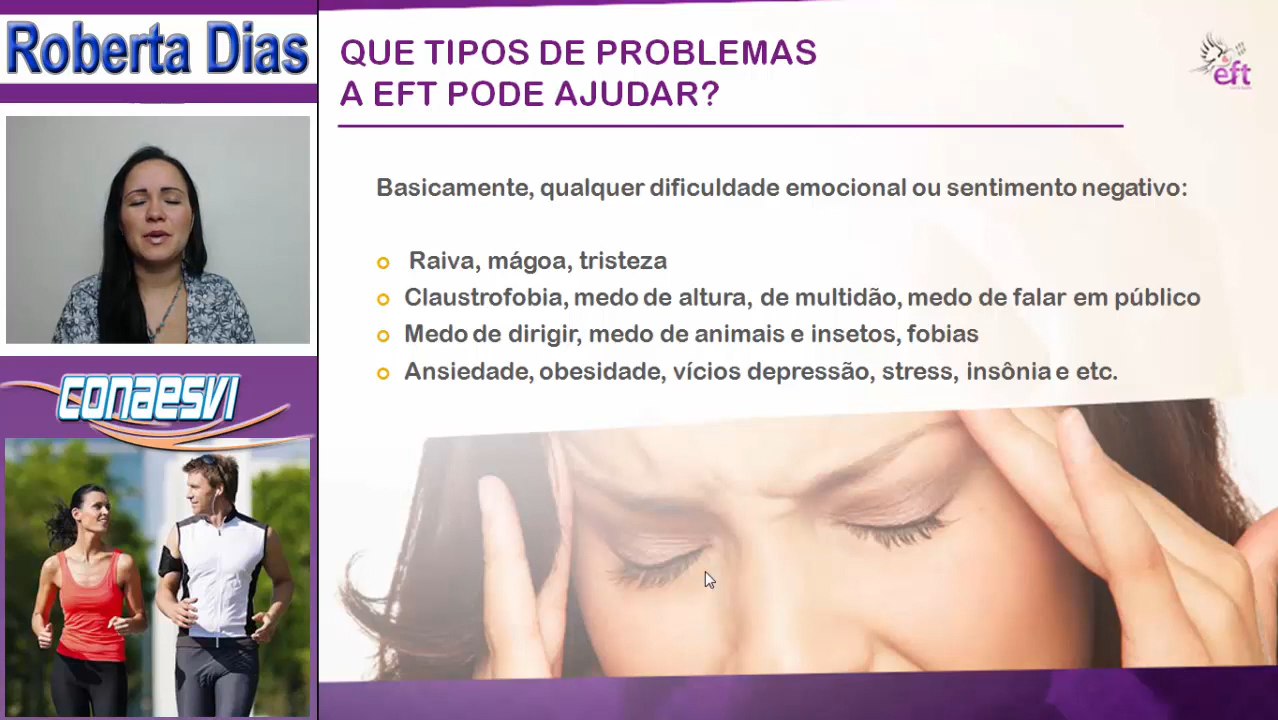 Roberta Dias
QUE TIPOS DE PROBLEMAS
A EFT PODE AJUDAR?
eft
Basicamente, qualquer dificuldade emocional ou sentimento negativo:
Raiva, mágoa, tristeza
Claustrofobia, medo de altura, de multidão, medo de falar em público
Medo de dirigir, medo de animais e insetos, fobias
Ansiedade, obesidade, vícios depressão, stress, insônia e etc.
CONAESVI